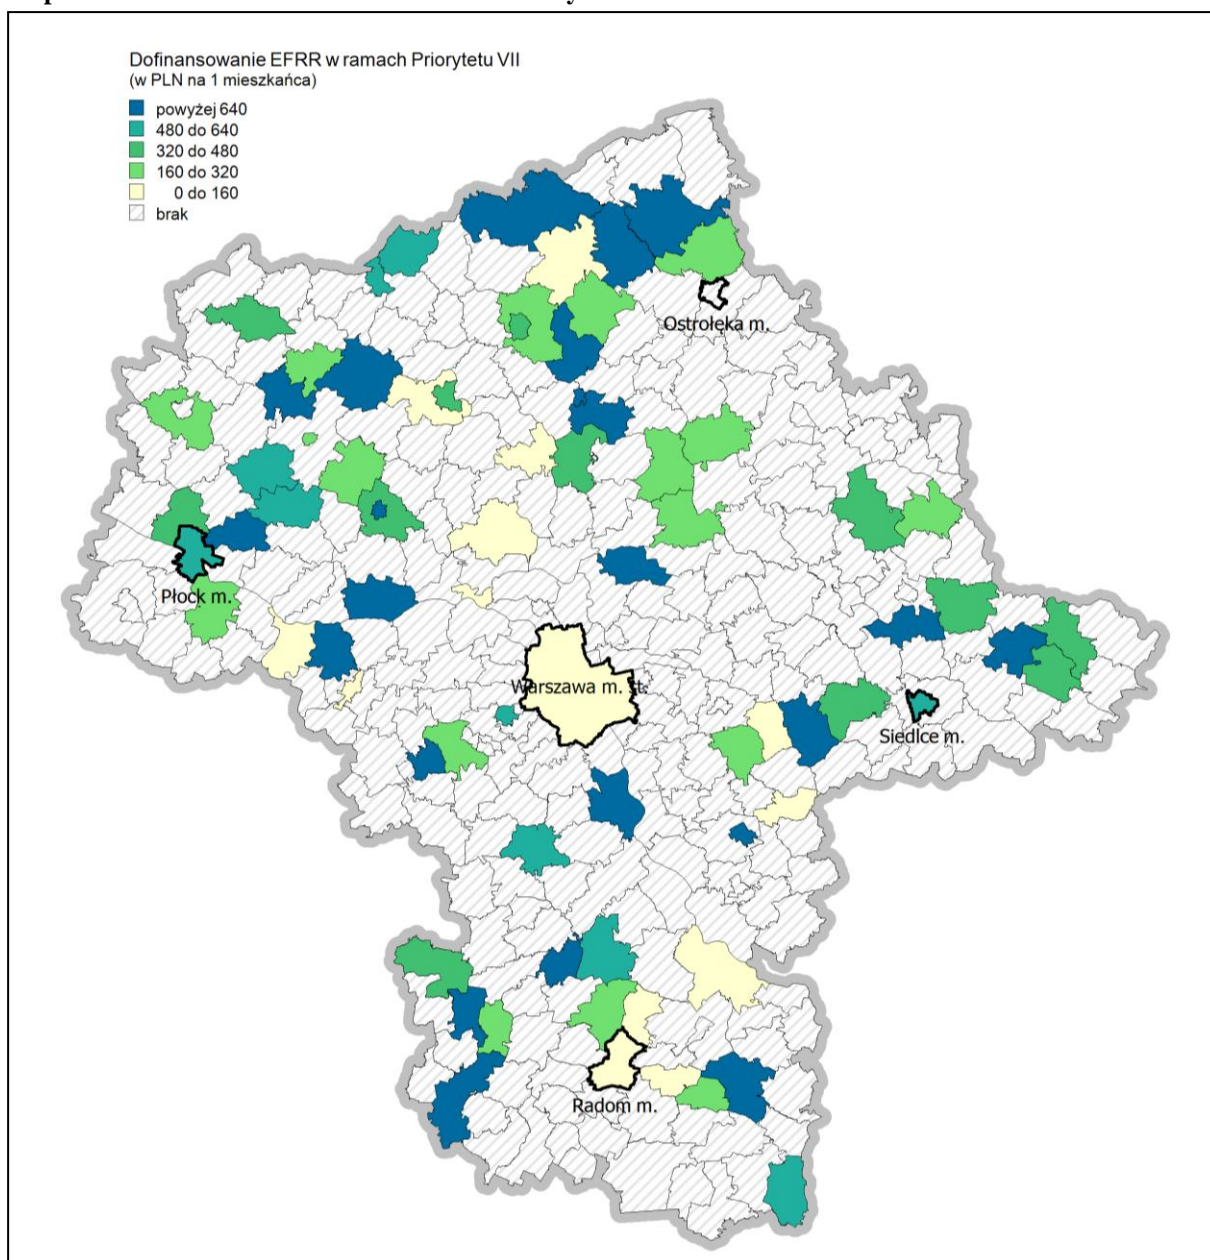 Dofinansowanie EFRR w ramach Priorytetu VII
(w PLN na 1 mieszkańca)
powyżej 640
480 do 640
320 do 480
160 do 320
0 do 160
brak
Ostrołęka m.
Płock m.
Warszawa m. st.
Siedlce m.
Radom m.